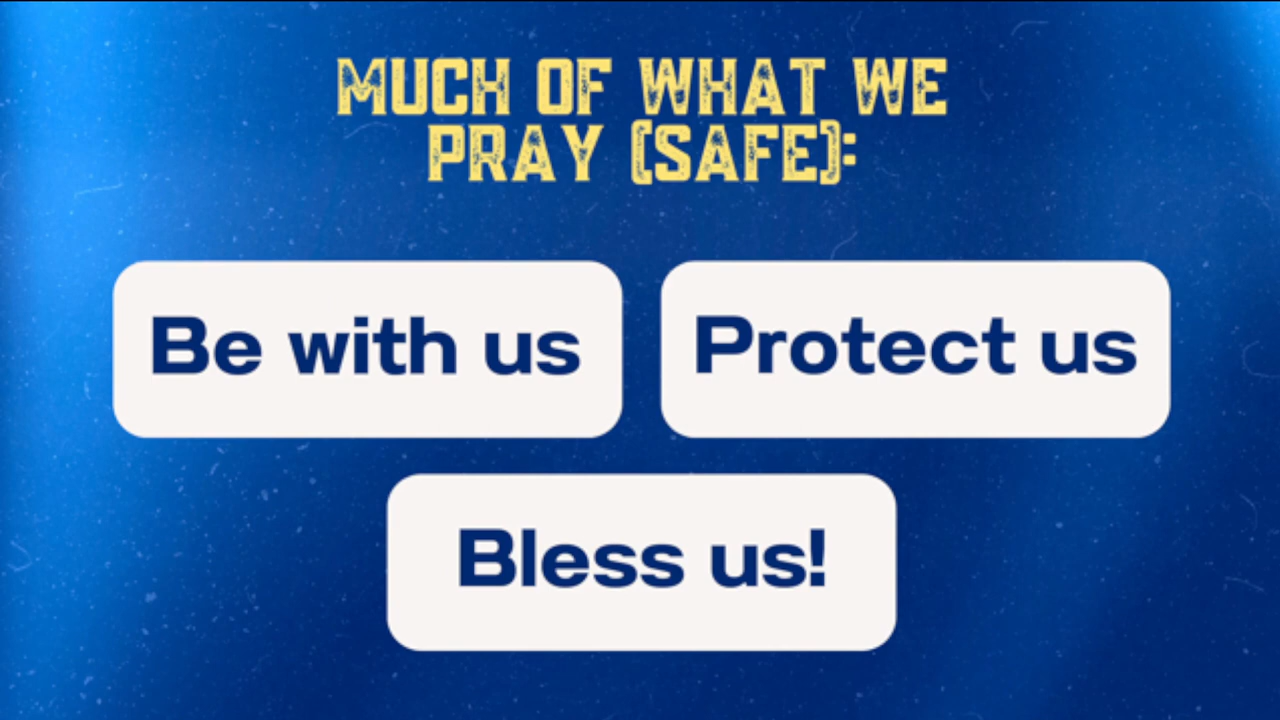 MUCH OF WHAT WE
PRAY (SAFE):
Be with us
Protect us
Bless us!